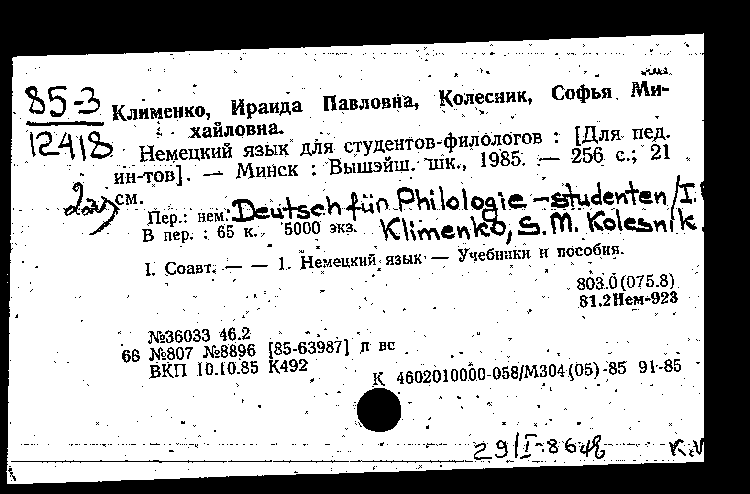 85-3
12418
Клименко, Ираида Павловна, Колесник, Софья Ми-
хайловна.
Немецкий язык для студентов-филологов : [Для пед.
ин-тов]. — Минск : Вышэйш. шк., 1985. — 256 с.; 21
см.
Пер.: нем. Deutsch für Philologie-studenten / I.
В пер. : 65 к. 5000 экз. Klimenko, S. M. Kolesnik.
I. Соавт. — — 1. Немецкий язык — Учебники и пособия.
803.0(075.8)
81.2Нем-923
№36033 46.2
66 №807 №8896 [85-63987] п вс
ВКП 10.10.85 К492
К 4602010000-058/М304(05)-85 91-85
29/I-86